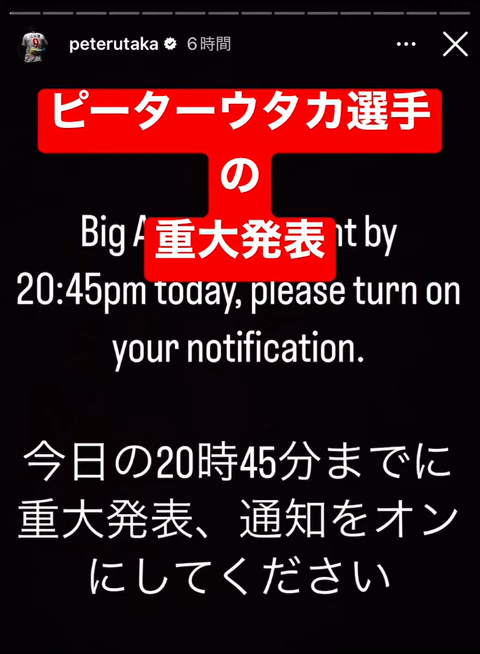 peterutaka 6時間
ピーターウタカ選手
の
重大発表
Big A nt by
20:45pm today, please turn on
your notification.
今日の20時45分までに
重大発表、通知をオン
にしてください